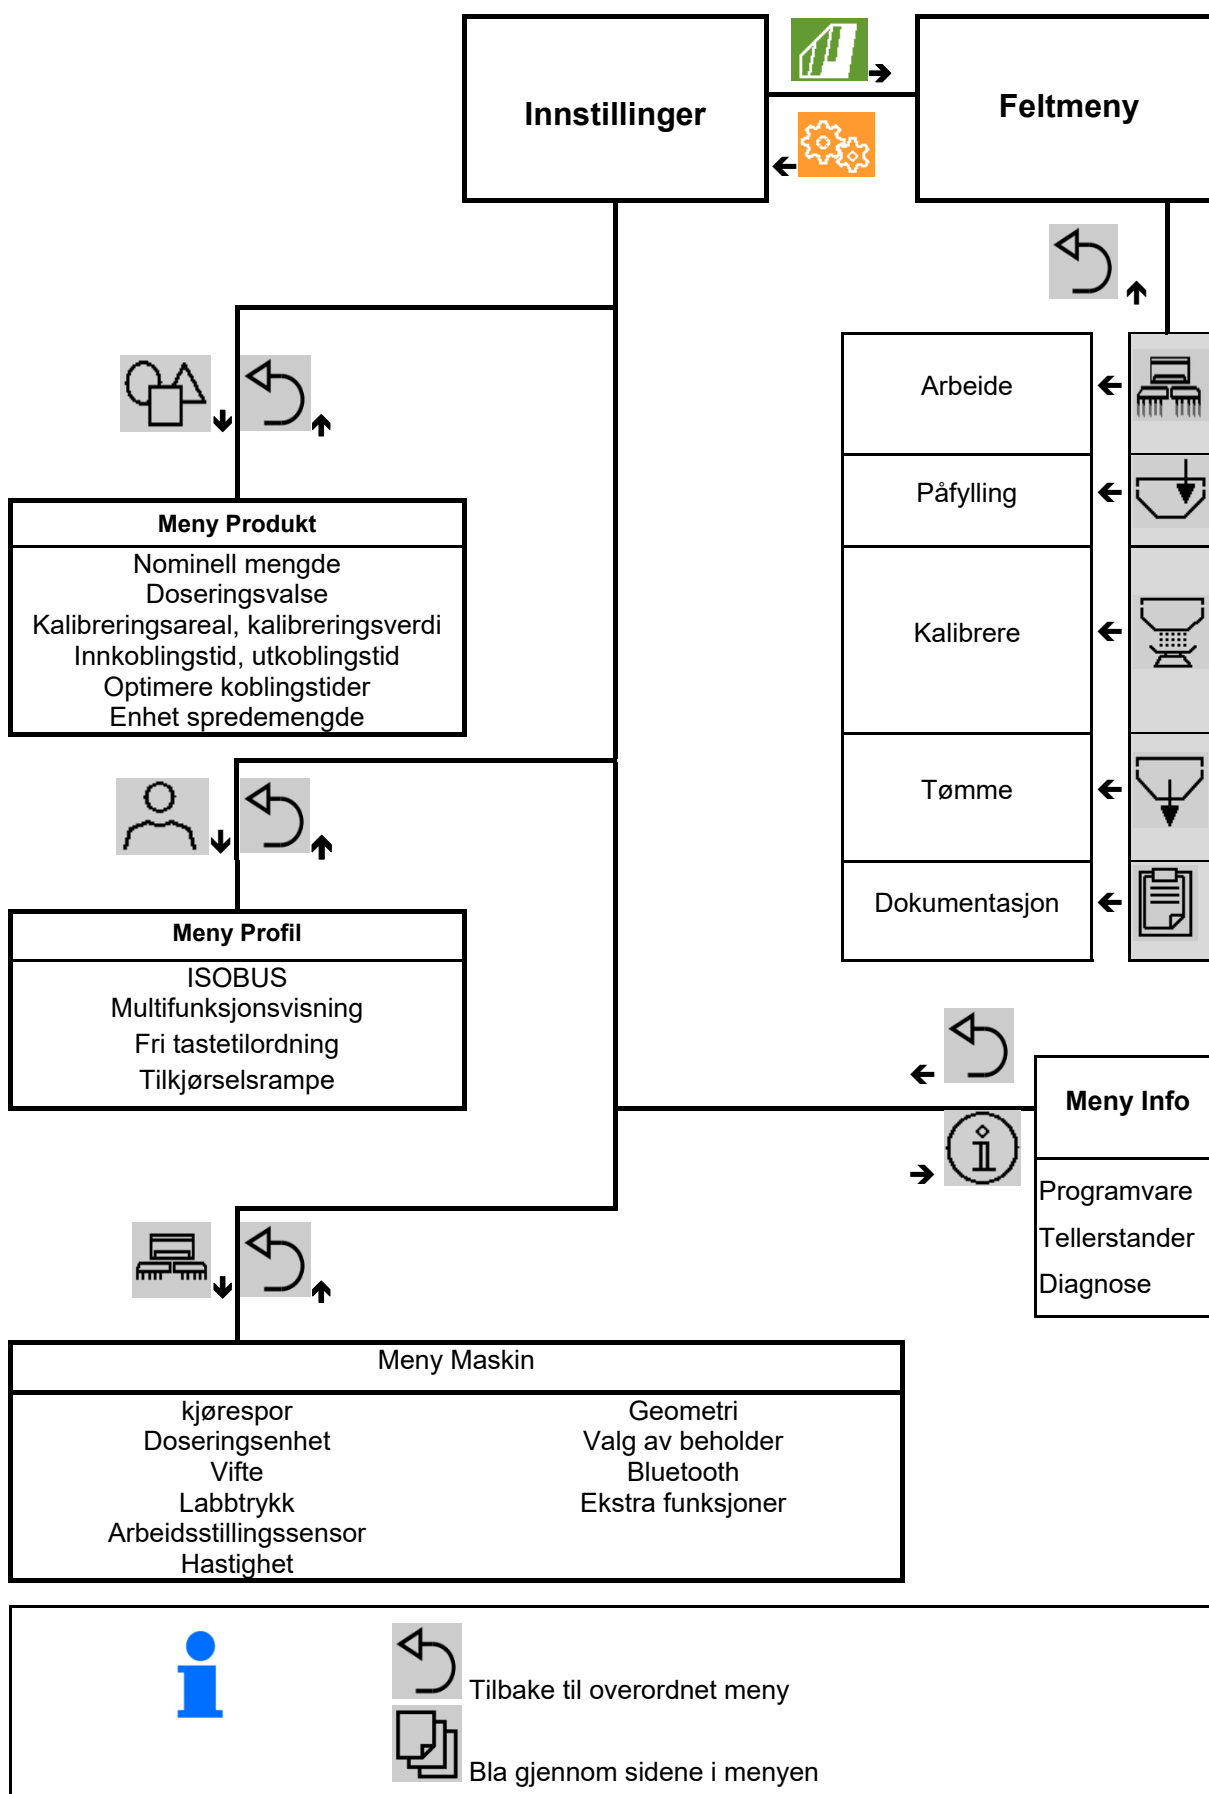 Innstillinger
Feltmeny
Arbeide
Påfylling
Kalibrere
Tømme
Dokumentasjon
Meny Produkt
Nominell mengde
Doseringsvalse
Kalibreringsareal, kalibreringsverdi
Innkoblingstid, utkoblingstid
Optimere koblingstider
Enhet spredemengde
Meny Profil
ISOBUS
Multifunksjonsvisning
Fri tastetilordning
Tilkjørselsrampe
Meny Info
Programvare
Tellerstander
Diagnose
Meny Maskin
kjørespor
Doseringsenhet
Vifte
Labbtrykk
Arbeidsstillingssensor
Hastighet
Geometri
Valg av beholder
Bluetooth
Ekstra funksjoner
Tilbake til overordnet meny
Bla gjennom sidene i menyen